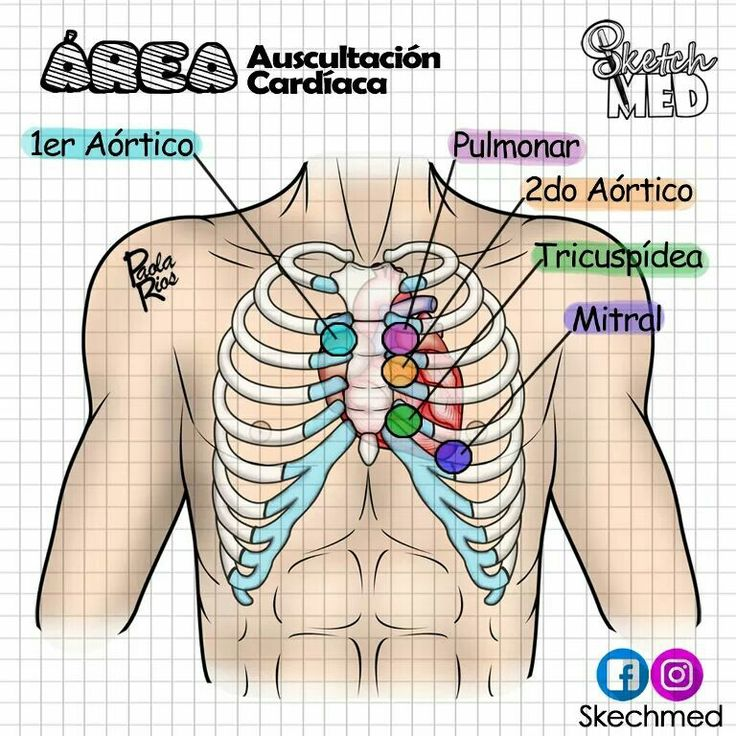 ÁREA Auscultación
Cardíaca
Sketch
MED
1er Aórtico
Pulmonar
2do Aórtico
Tricuspídea
Mitral
Paola
Rios
Skechmed